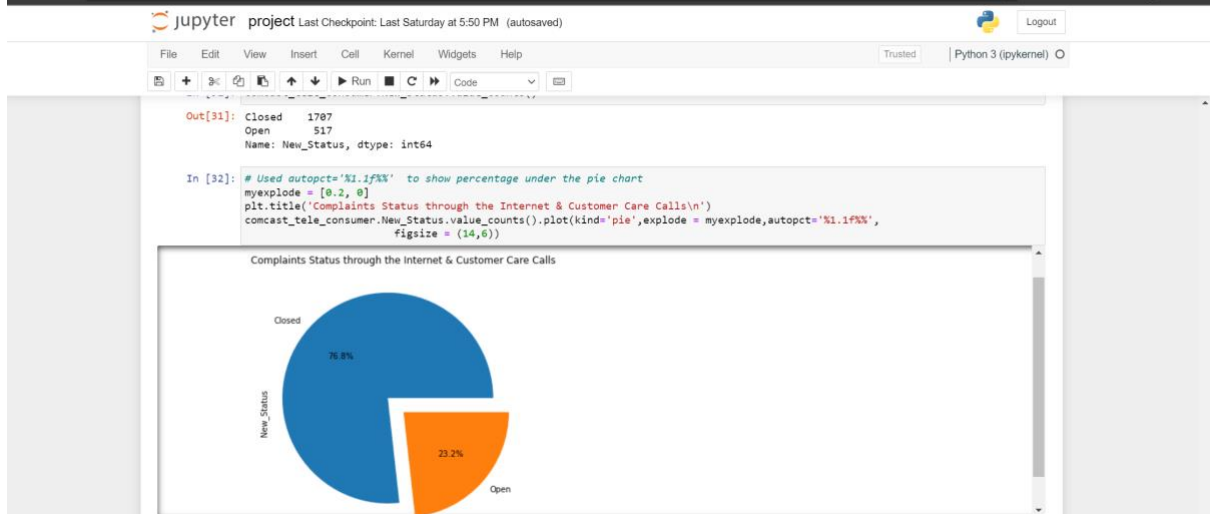 jupyter project Last Checkpoint: Last Saturday at 5:50 PM (autosaved)
Logout
File Edit View Insert Cell Kernel Widgets Help
Trusted
Python 3 (ipykernel)
Run
Code
Out[31]: Closed 1707
Open 517
Name: New_Status, dtype: int64
In [32]: # Used autopct='%1.1f%%' to show percentage under the pie chart
myexplode = [0.2, 0]
plt.title('Complaints Status through the Internet & Customer Care Calls\n')
comcast_tele_consumer.New_Status.value_counts().plot(kind='pie',explode = myexplode,autopct='%1.1f%%',
figsize = (14,6))
Complaints Status through the Internet & Customer Care Calls
Closed
76.8%
New_Status
23.2%
Open